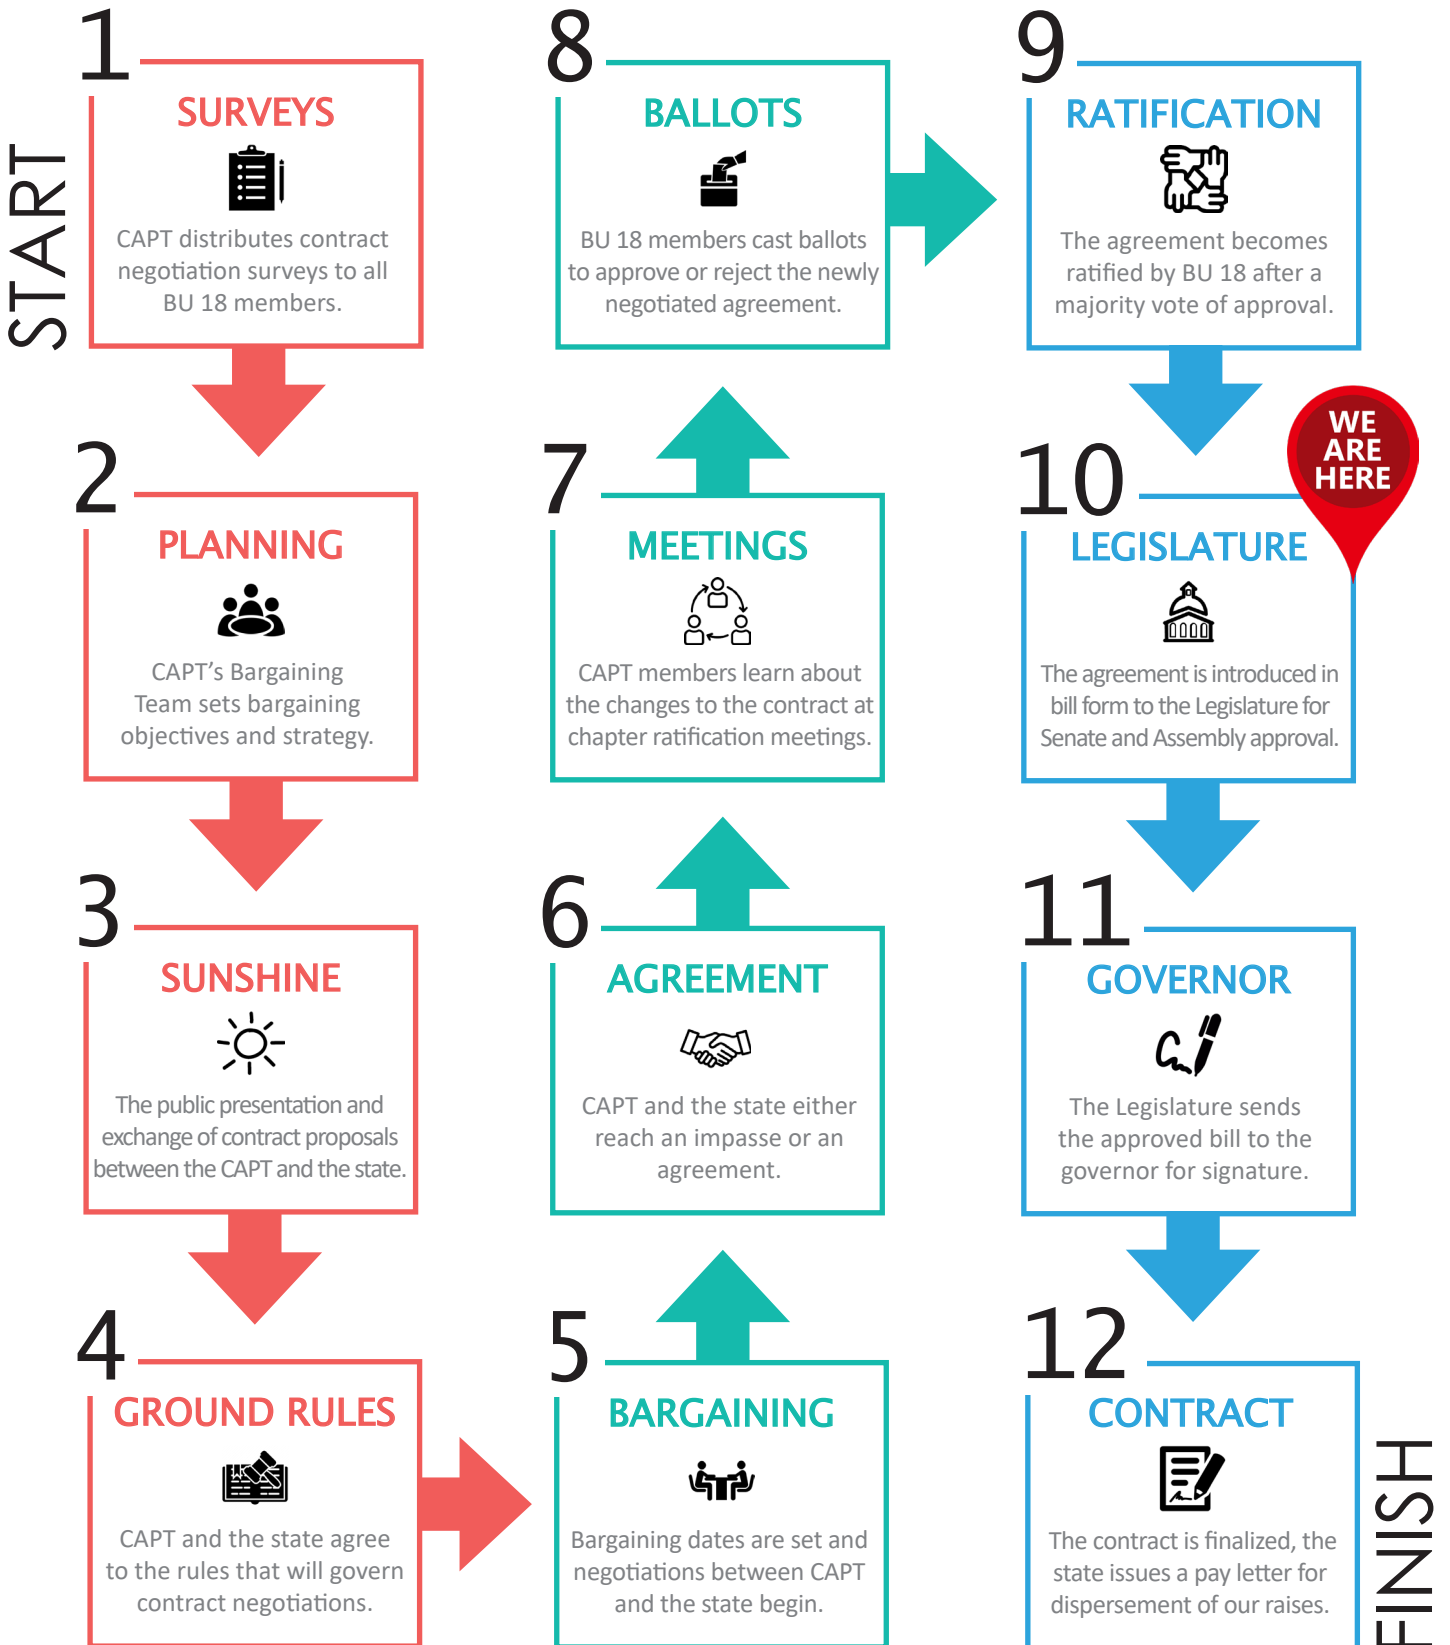 START
1
SURVEYS
CAPT distributes contract
negotiation surveys to all
BU 18 members.
2
PLANNING
CAPT’s Bargaining
Team sets bargaining
objectives and strategy.
3
SUNSHINE
The public presentation and
exchange of contract proposals
between the CAPT and the state.
4
GROUND RULES
CAPT and the state agree
to the rules that will govern
contract negotiations.
5
BARGAINING
Bargaining dates are set and
negotiations between CAPT
and the state begin.
6
AGREEMENT
CAPT and the state either
reach an impasse or an
agreement.
7
MEETINGS
CAPT members learn about
the changes to the contract at
chapter ratification meetings.
8
BALLOTS
BU 18 members cast ballots
to approve or reject the newly
negotiated agreement.
9
RATIFICATION
The agreement becomes
ratified by BU 18 after a
majority vote of approval.
WE
ARE
HERE
10
LEGISLATURE
The agreement is introduced in
bill form to the Legislature for
Senate and Assembly approval.
11
GOVERNOR
The Legislature sends
the approved bill to the
governor for signature.
12
CONTRACT
The contract is finalized, the
state issues a pay letter for
dispersement of our raises.
FINISH